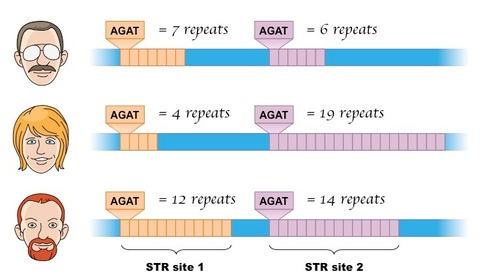 AGAT = 7 repeats AGAT = 6 repeats
AGAT = 4 repeats AGAT = 19 repeats
AGAT = 12 repeats AGAT = 14 repeats
STR site 1 STR site 2